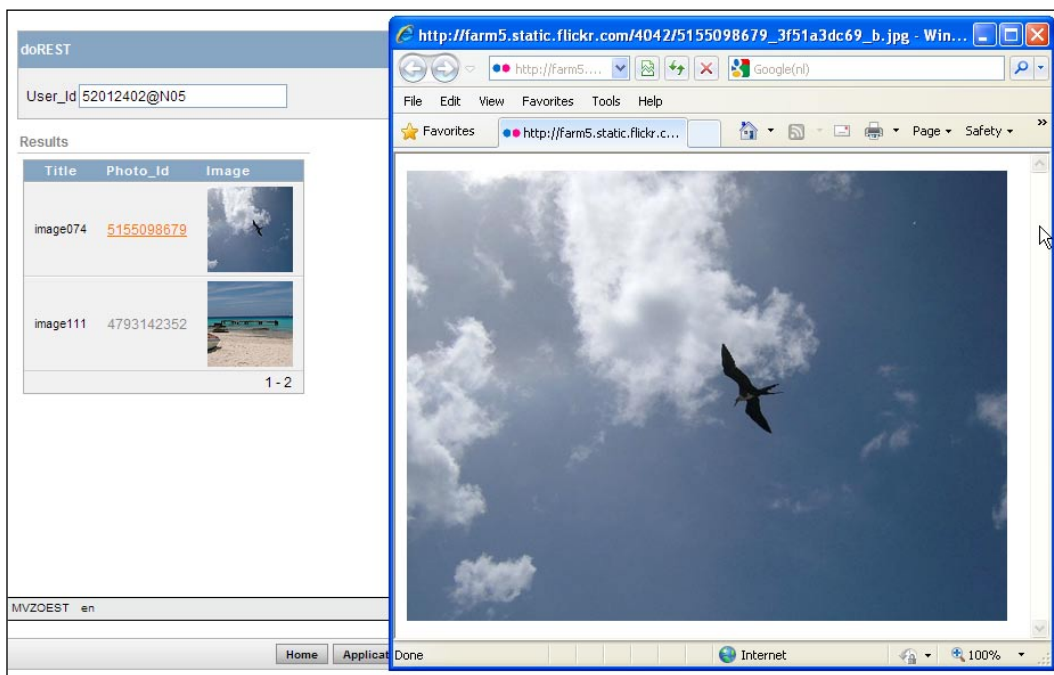 doREST
User_Id 52012402@N05
Results
Title Photo_Id Image
image074 5155098679
image111 4793142352
1 - 2
MVZOEST en
Home Applicat
http://farm5.static.flickr.com/4042/5155098679_3f51a3dc69_b.jpg - Win...
http://farm5.... Google(nl)
File Edit View Favorites Tools Help
Favorites http://farm5.static.flickr.c... Page Safety »
Done Internet 100%